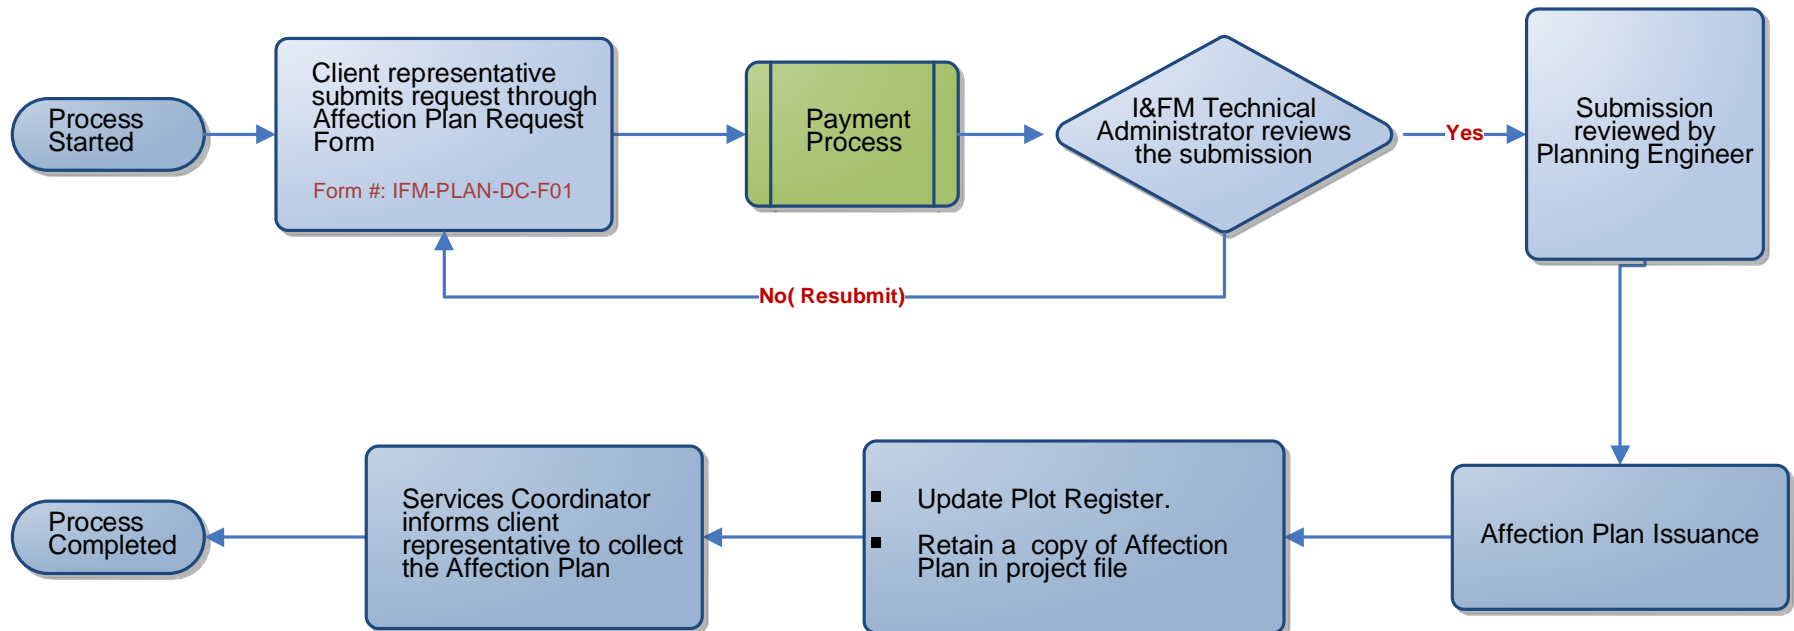 Process
Started
Client representative
submits request through
Affection Plan Request
Form
Form #: IFM-PLAN-DC-F01
Payment
Process
I&FM Technical
Administrator reviews
the submission
Yes
Submission
reviewed by
Planning Engineer
No( Resubmit)
Affection Plan Issuance
▪ Update Plot Register.
▪ Retain a copy of Affection
Plan in project file
Services Coordinator
informs client
representative to collect
the Affection Plan
Process
Completed